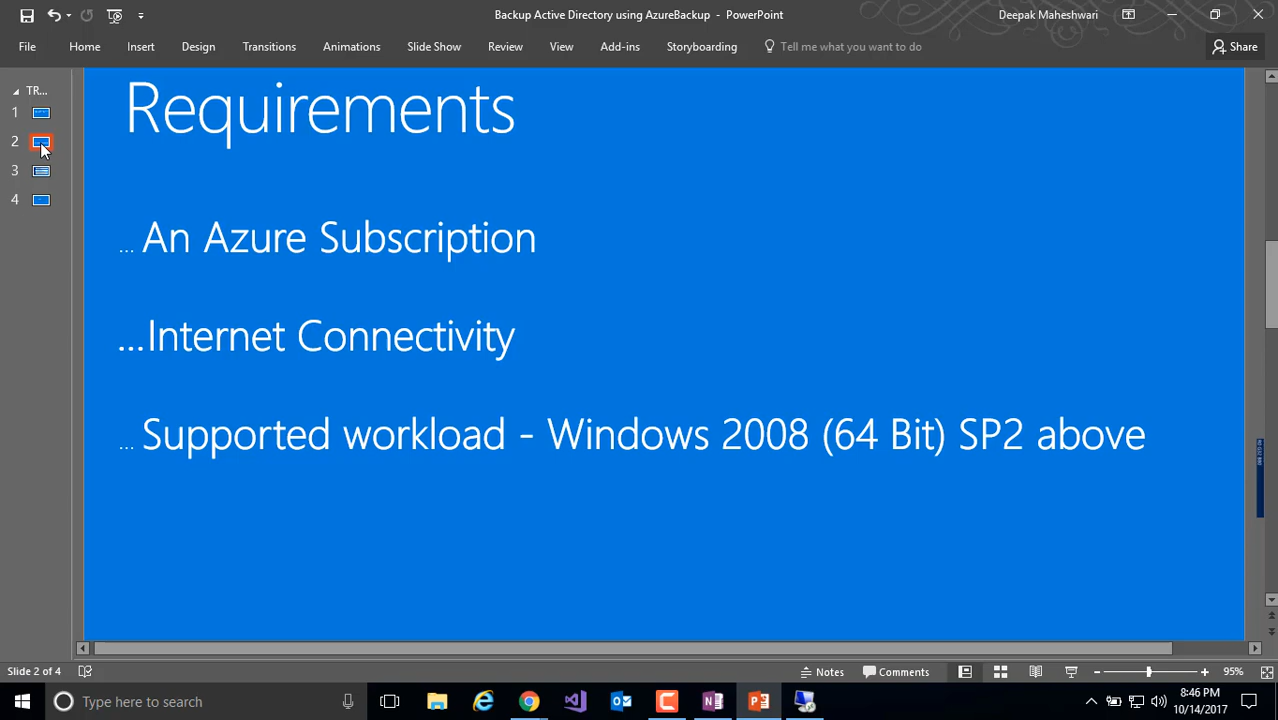 Backup Active Directory using AzureBackup - PowerPoint
Deepak Maheshwari
File Home Insert Design Transitions Animations Slide Show Review View Add-ins Storyboarding Tell me what you want to do Share
TR...
1
2
3
4
Requirements
... An Azure Subscription
...Internet Connectivity
... Supported workload - Windows 2008 (64 Bit) SP2 above
Slide 2 of 4
Notes Comments 95%
Type here to search
8:46 PM
10/14/2017